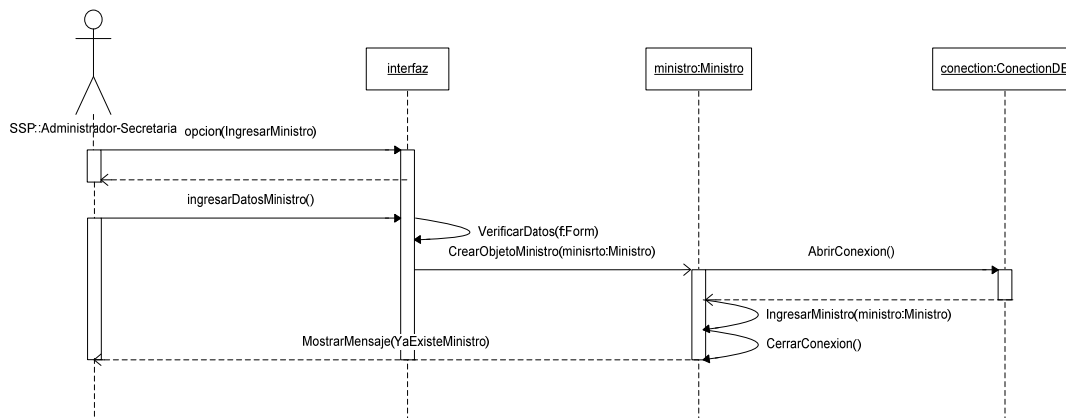 interfaz
ministro:Ministro
conection:ConectionDB
SSP::Administrador-Secretaria
opcion(IngresarMinistro)
ingresarDatosMinistro()
VerificarDatos(f:Form)
CrearObjetoMinistro(minisrto:Ministro)
AbrirConexion()
IngresarMinistro(ministro:Ministro)
MostrarMensaje(YaExisteMinistro)
CerrarConexion()